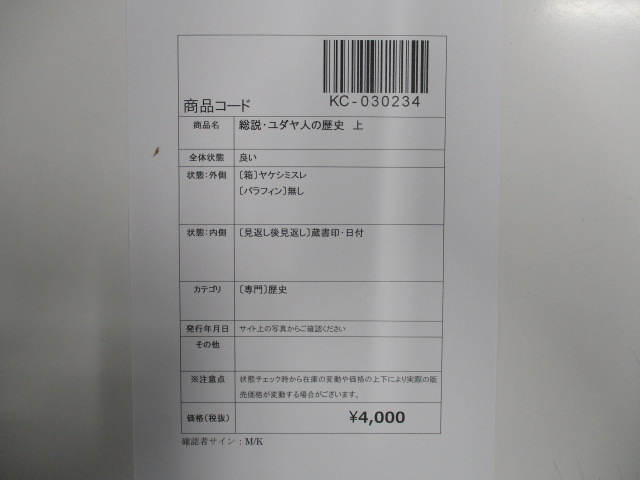 KC-030234
商品コード
商品名 総説・ユダヤ人の歴史 上
全体状態 良い
状態：外側 〔箱〕ヤケシミスレ
〔パラフィン〕無し
状態：内側 〔見返し後見返し〕蔵書印・日付
カテゴリ 〔専門〕歴史
発行年月日 サイト上の写真からご確認ください
その他
※注意点 状態チェック時から在庫の変動や価格の上下により実際の販
売価格が変動する場合がございます。
価格（税抜） ¥4,000
確認者サイン：M/K